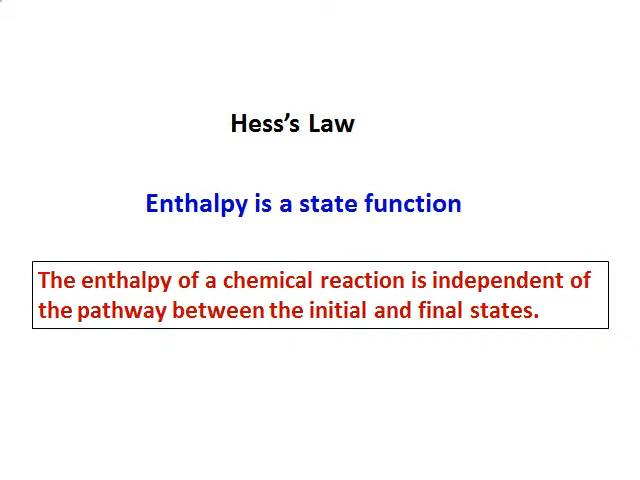 Hess’s Law
Enthalpy is a state function
The enthalpy of a chemical reaction is independent of
the pathway between the initial and final states.